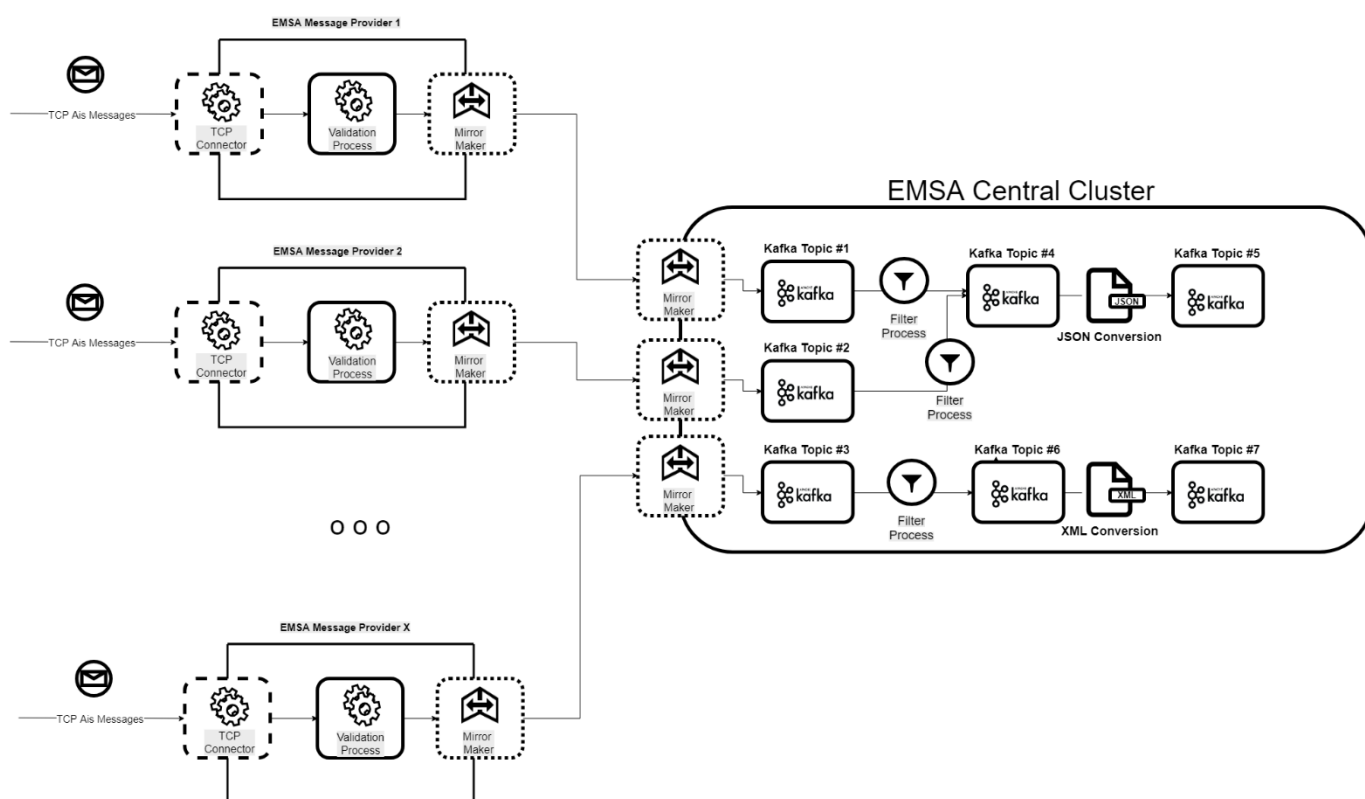 EMSA Message Provider 1
TCP Ais Messages
TCP
Connector
Validation
Process
Mirror
Maker
EMSA Message Provider 2
TCP Ais Messages
TCP
Connector
Validation
Process
Mirror
Maker
o o o
EMSA Message Provider X
TCP Ais Messages
TCP
Connector
Validation
Process
Mirror
Maker
EMSA Central Cluster
Mirror
Maker
Kafka Topic #1
kafka
Filter
Process
Kafka Topic #4
kafka
JSON
JSON Conversion
Kafka Topic #5
kafka
Mirror
Maker
Kafka Topic #2
kafka
Filter
Process
Mirror
Maker
Kafka Topic #3
kafka
Filter
Process
Kafka Topic #6
kafka
XML
XML Conversion
Kafka Topic #7
kafka